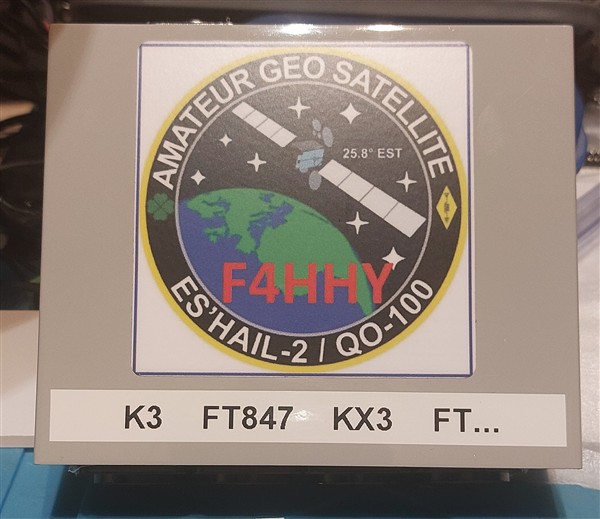 AMATEUR GEO SATELLITE
25.8° EST
F4HHY
ES'HAIL-2 / QO-100
K3 FT847 KX3 FT...